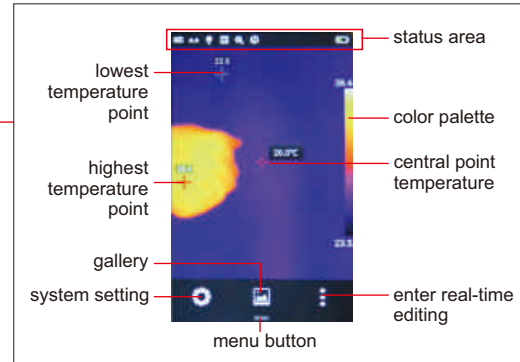 status area
lowest
temperature
point
color palette
central point
temperature
highest
temperature
point
gallery
system setting
enter real-time
editing
menu button